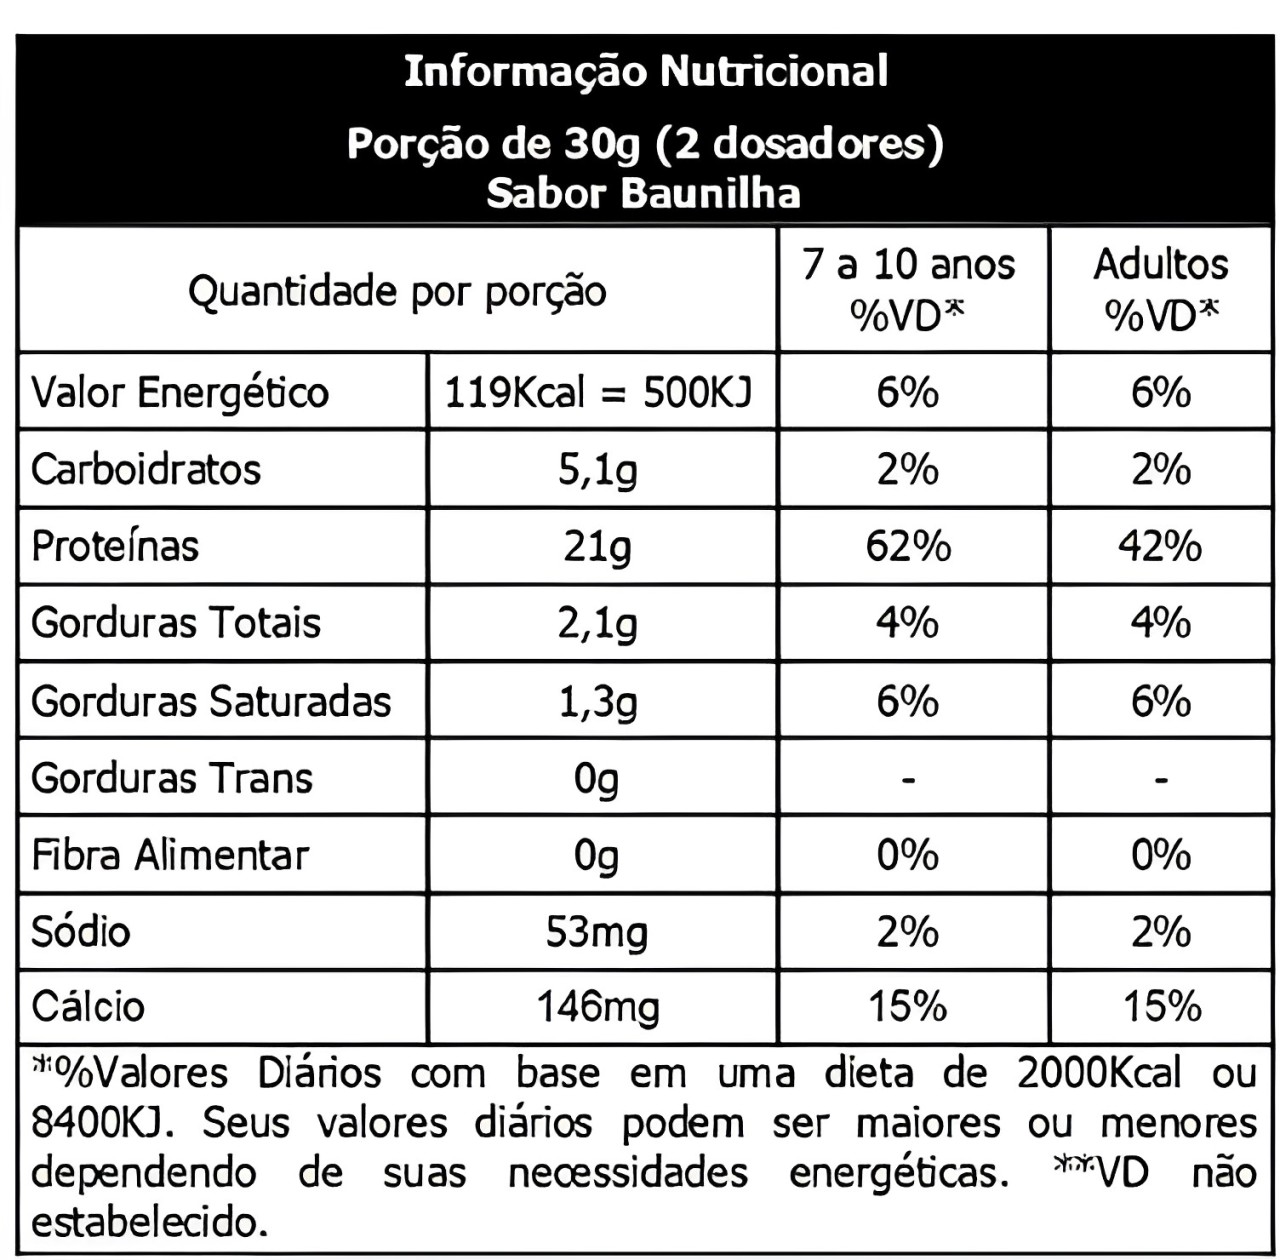 Informação Nutricional
Porção de 30g (2 dosadores)
Sabor Baunilha
Quantidade por porção
7 a 10 anos
%VD*
Adultos
%VD*
Valor Energético 119Kcal = 500KJ 6% 6%
Carboidratos 5,1g 2% 2%
Proteínas 21g 62% 42%
Gorduras Totais 2,1g 4% 4%
Gorduras Saturadas 1,3g 6% 6%
Gorduras Trans 0g - -
Fibra Alimentar 0g 0% 0%
Sódio 53mg 2% 2%
Cálcio 146mg 15% 15%
*%Valores Diários com base em uma dieta de 2000Kcal ou
8400KJ. Seus valores diários podem ser maiores ou menores
dependendo de suas necessidades energéticas. **VD não
estabelecido.